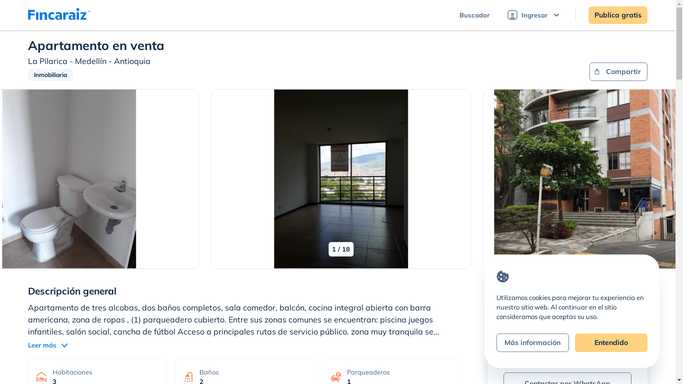 Fincaraíz
Buscador
Ingresar
Publica gratis
Apartamento en venta
La Pilarica - Medellín - Antioquia
Inmobiliaria
Compartir
1 / 18
Descripción general
Apartamento de tres alcobas, dos baños completos, sala comedor, balcón, cocina integral abierta con barra
americana, zona de ropas , (1) parqueadero cubierto. Entre sus zonas comunes se encuentran: piscina juegos
infantiles, salón social, cancha de fútbol Acceso a principales rutas de servicio público. zona muy tranquila se...
Leer más
Habitaciones
3
Baños
2
Parqueaderos
1
Utilizamos cookies para mejorar tu experiencia en
nuestro sitio web. Al continuar en el sitio
consideramos que aceptas su uso.
Más información
Entendido
Contactar por WhatsApp